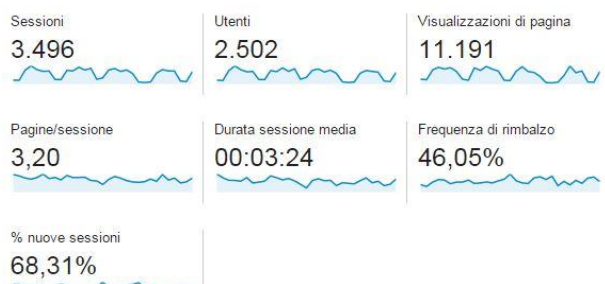 Sessioni
3.496
Utenti
2.502
Visualizzazioni di pagina
11.191
Pagine/sessione
3,20
Durata sessione media
00:03:24
Frequenza di rimbalzo
46,05%
% nuove sessioni
68,31%